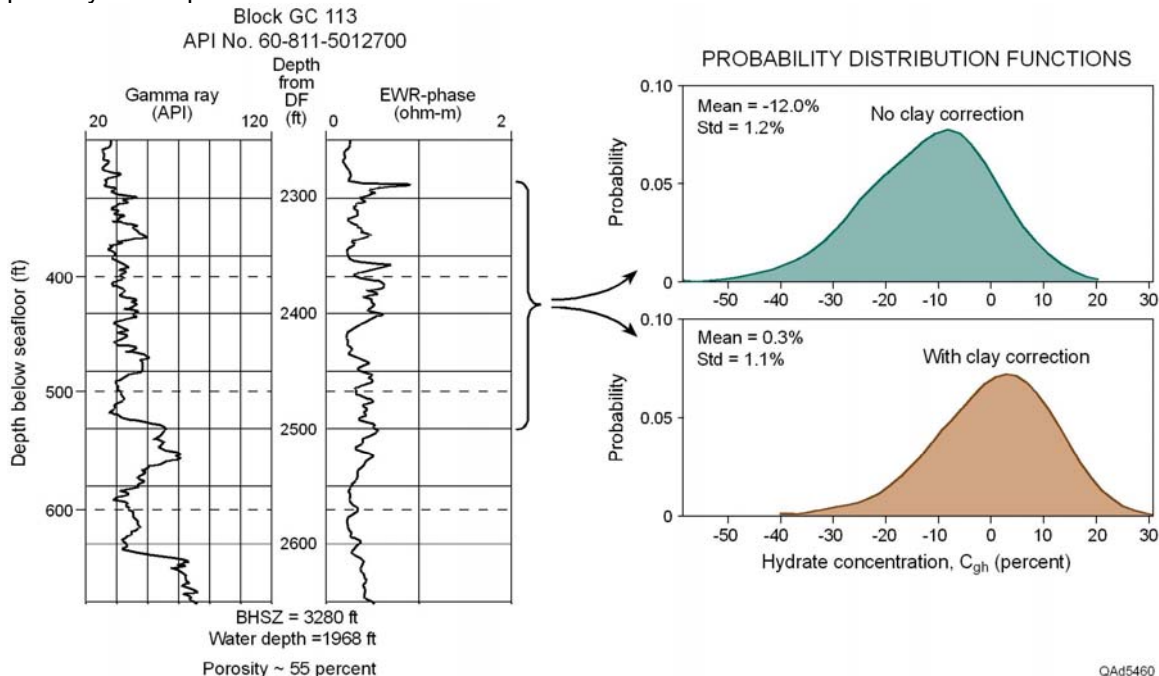 Block GC 113
API No. 60-811-5012700
Gamma ray
(API)
20 120
Depth
from
DF
(ft)
EWR-phase
(ohm-m)
0 2
Depth below seafloor (ft)
400
500
600
2300
2400
2500
2600
BHSZ = 3280 ft
Water depth =1968 ft
Porosity ~ 55 percent
PROBABILITY DISTRIBUTION FUNCTIONS
Probability
0.10
0.05
0
Mean = -12.0%
Std = 1.2%
No clay correction
-50 -40 -30 -20 -10 0 10 20 30
Probability
0.10
0.05
0
Mean = 0.3%
Std = 1.1%
With clay correction
-50 -40 -30 -20 -10 0 10 20 30
Hydrate concentration, Cgh (percent)
QAd5460